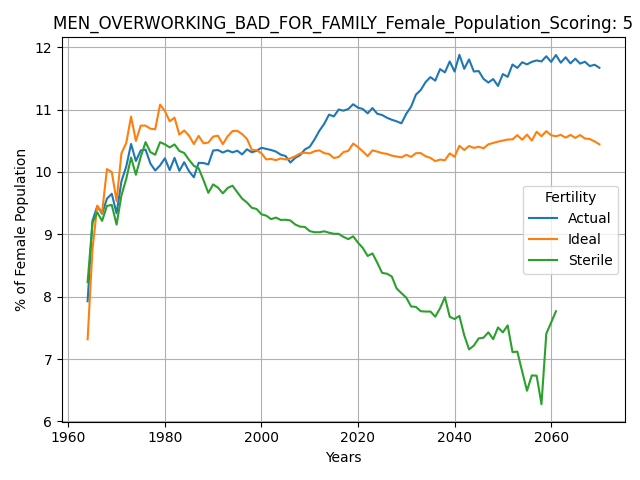 MEN_OVERWORKING_BAD_FOR_FAMILY_Female_Population_Scoring: 5
12
11
10
9
8
7
6
% of Female Population
Fertility
Actual
Ideal
Sterile
1960 1980 2000 2020 2040 2060
Years